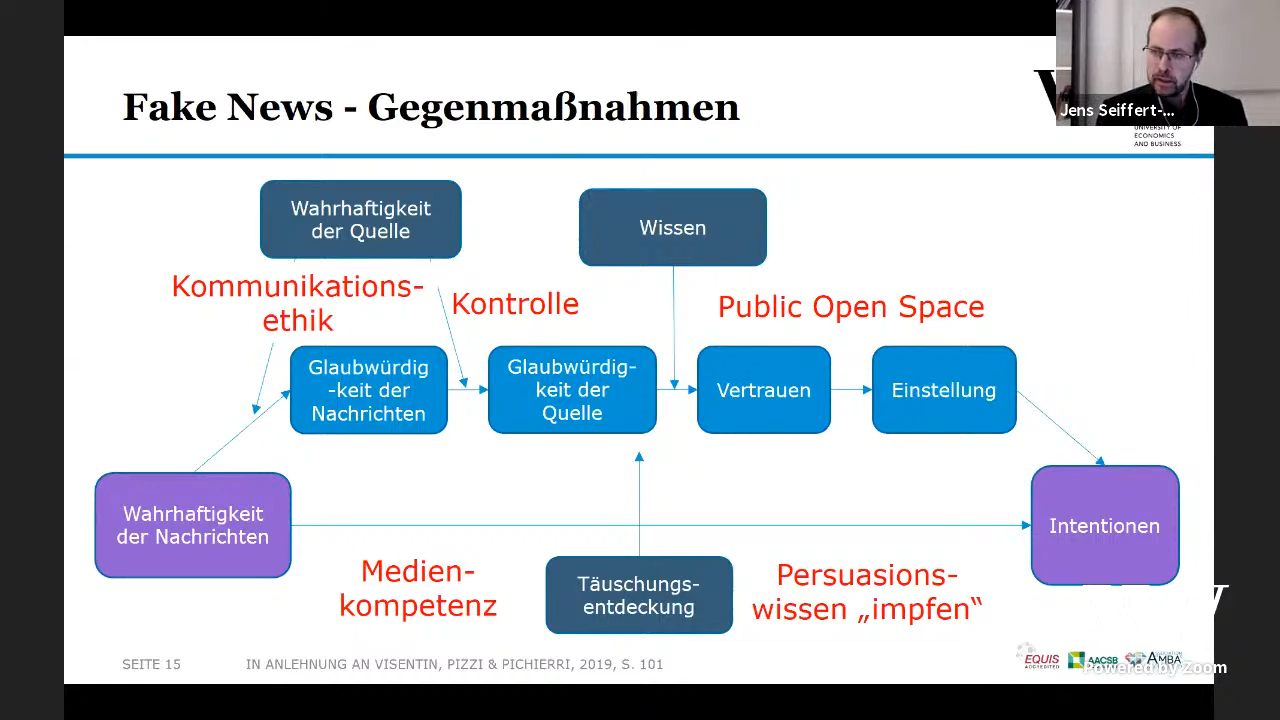 Fake News - Gegenmaßnahmen
Jens Seiffert-...
UNIVERSITY OF
ECONOMICS
AND BUSINESS
Wahrhaftigkeit
der Quelle
Wissen
Kommunikations-
ethik
Kontrolle
Public Open Space
Glaubwürdig
-keit der
Nachrichten
Glaubwürdig-
keit der
Quelle
Vertrauen
Einstellung
Wahrhaftigkeit
der Nachrichten
Intentionen
Medien-
kompetenz
Täuschungs-
entdeckung
Persuasions-
wissen „impfen“
SEITE 15
IN ANLEHNUNG AN VISENTIN, PIZZI & PICHIERRI, 2019, S. 101
EQUIS
ACCREDITED
AACSB
AMBA
Powered by Zoom